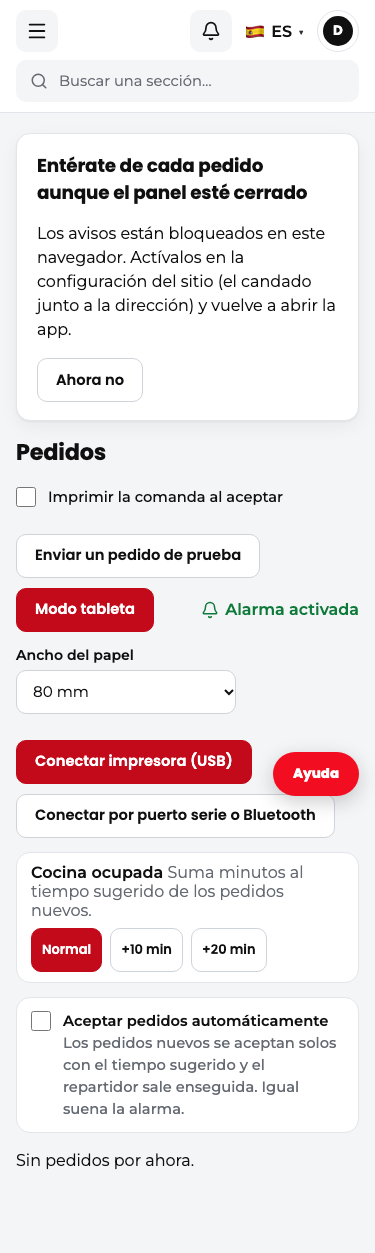 ES
D
Buscar una sección...
Entérate de cada pedido
aunque el panel esté cerrado
Los avisos están bloqueados en este
navegador. Actívalos en la
configuración del sitio (el candado
junto a la dirección) y vuelve a abrir la
app.
Ahora no
Pedidos
Imprimir la comanda al aceptar
Enviar un pedido de prueba
Modo tableta
Alarma activada
Ancho del papel
80 mm
Conectar impresora (USB)
Ayuda
Conectar por puerto serie o Bluetooth
Cocina ocupada Suma minutos al
tiempo sugerido de los pedidos
nuevos.
Normal
+10 min
+20 min
Aceptar pedidos automáticamente
Los pedidos nuevos se aceptan solos
con el tiempo sugerido y el
repartidor sale enseguida. Igual
suena la alarma.
Sin pedidos por ahora.